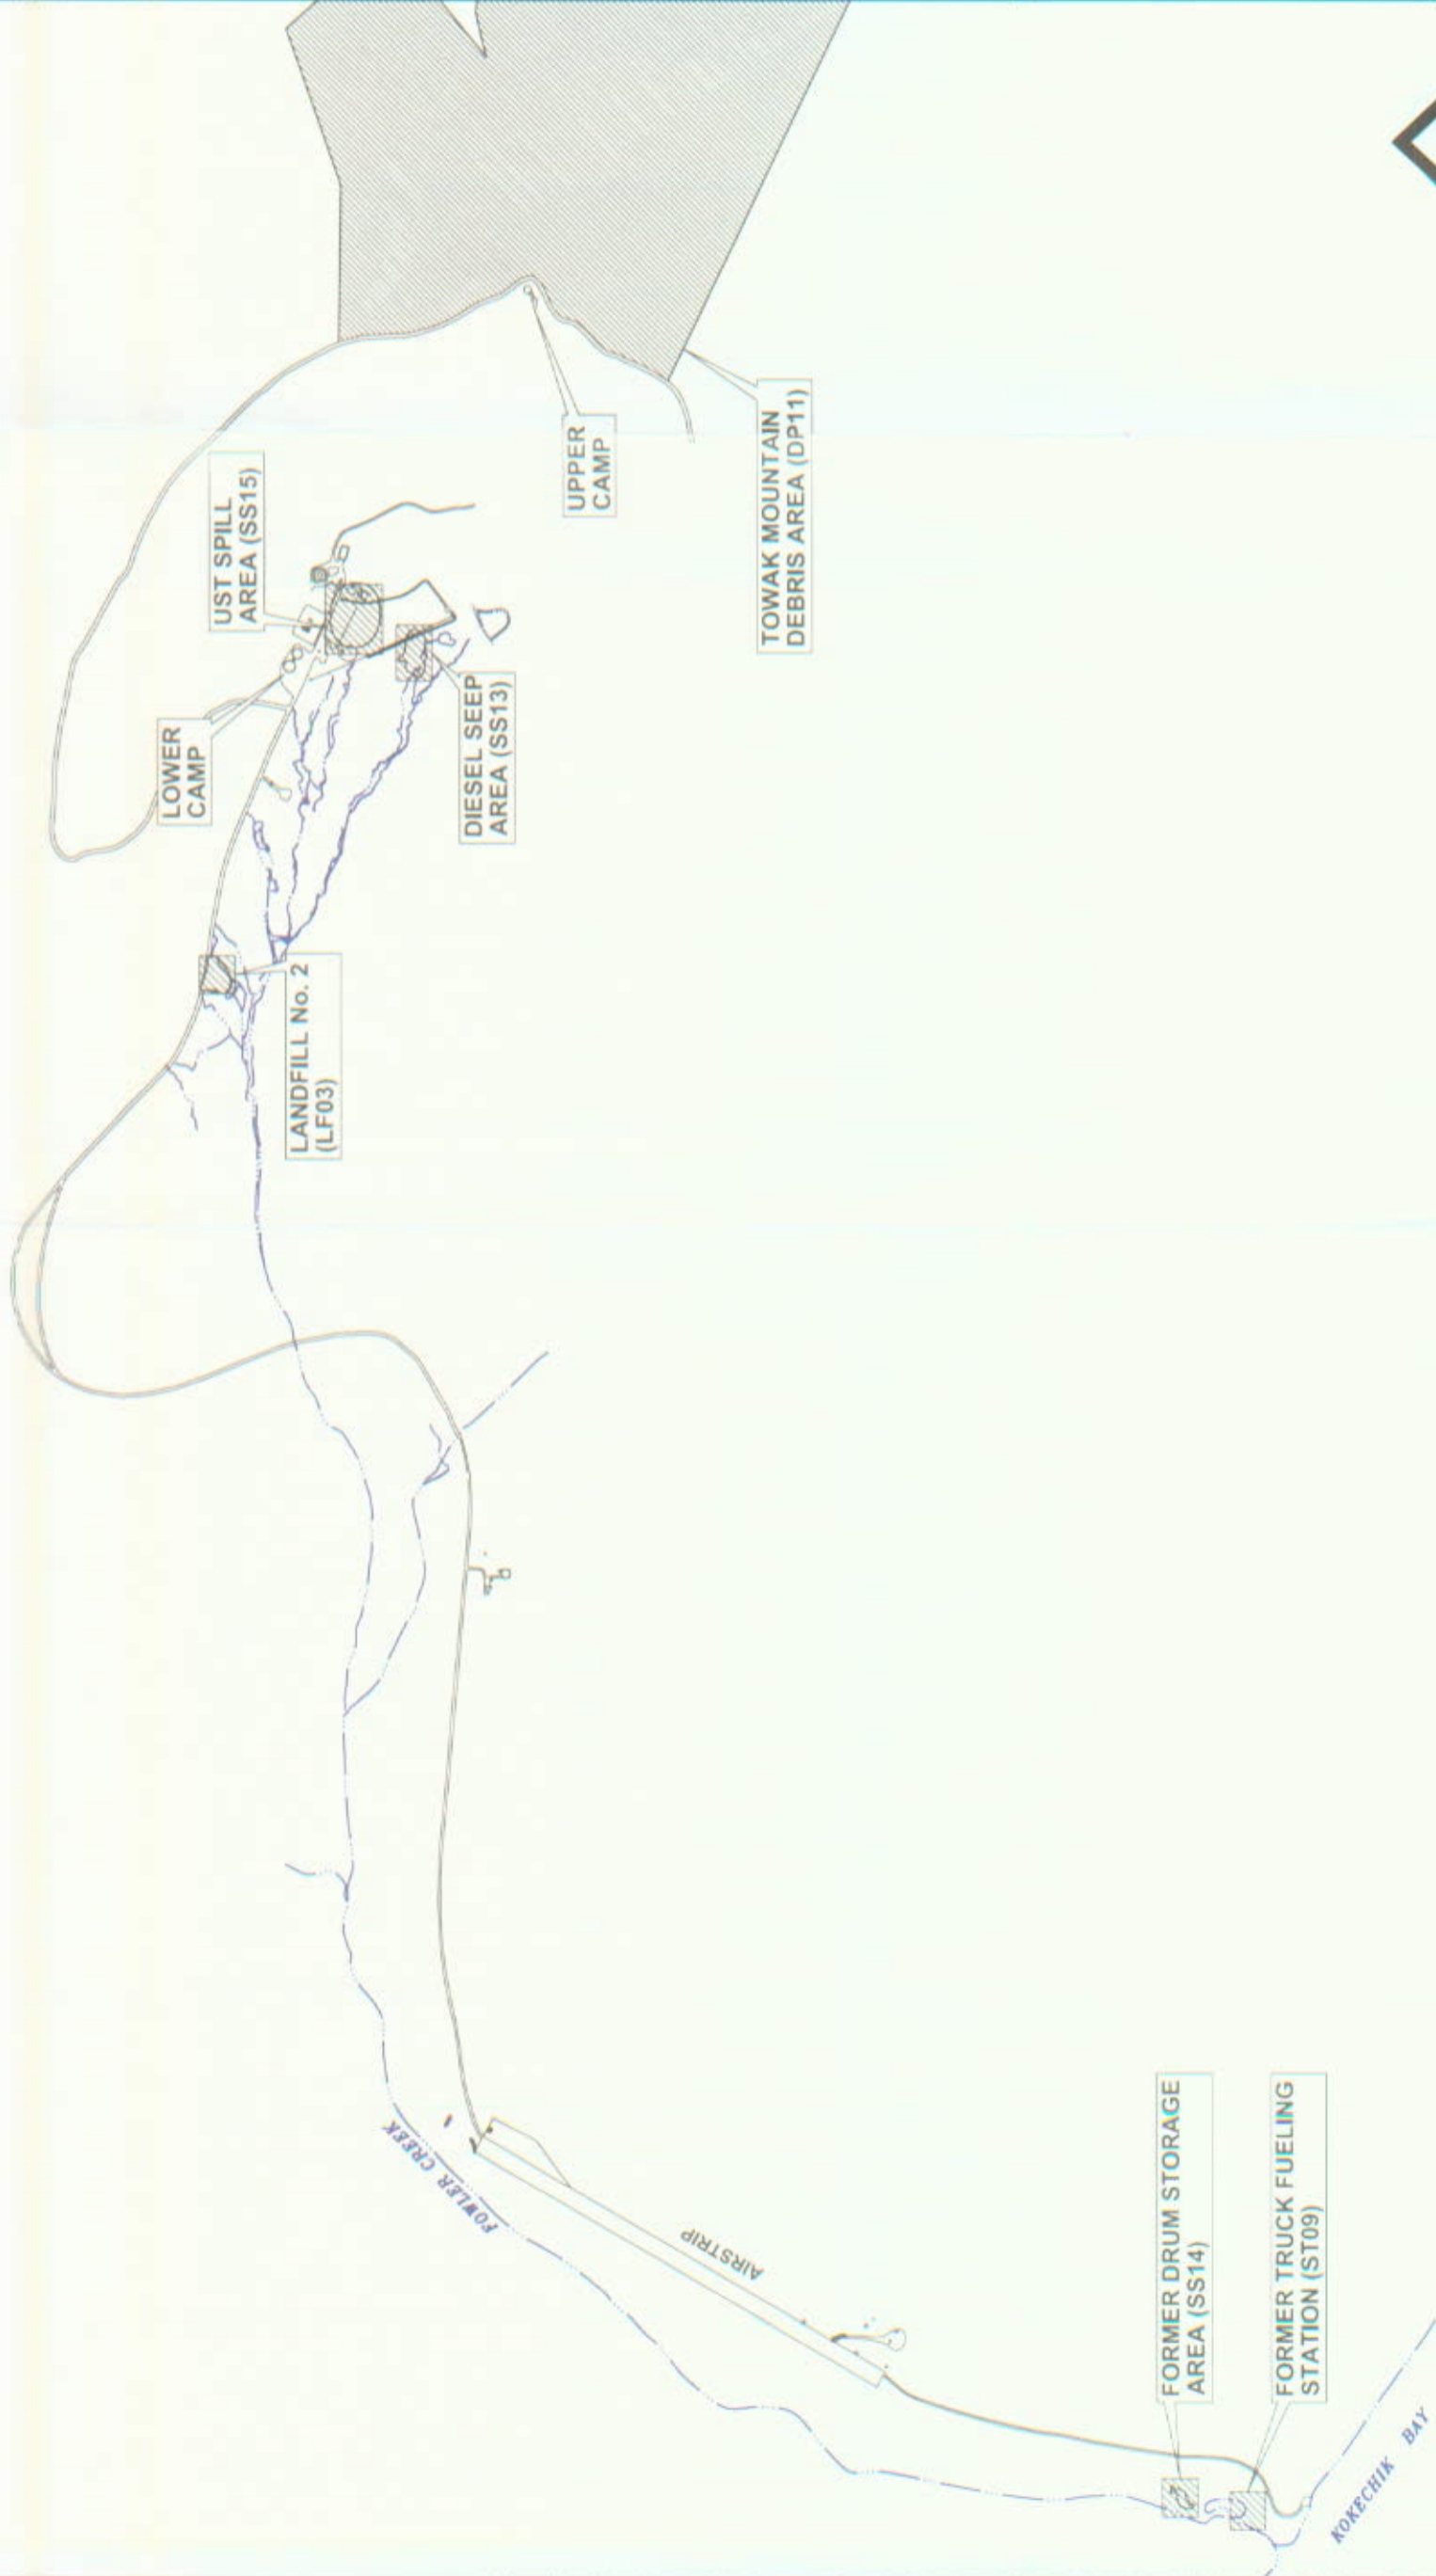 UST SPILL
AREA (SS15)
LOWER
CAMP
UPPER
CAMP
TOWAK MOUNTAIN
DEBRIS AREA (DP11)
DIESEL SEEP
AREA (SS13)
LANDFILL No. 2
(LF03)
FOWLER CREEK
AIRSTRIP
FORMER DRUM STORAGE
AREA (SS14)
FORMER TRUCK FUELING
STATION (ST09)
KOKECHIK BAY